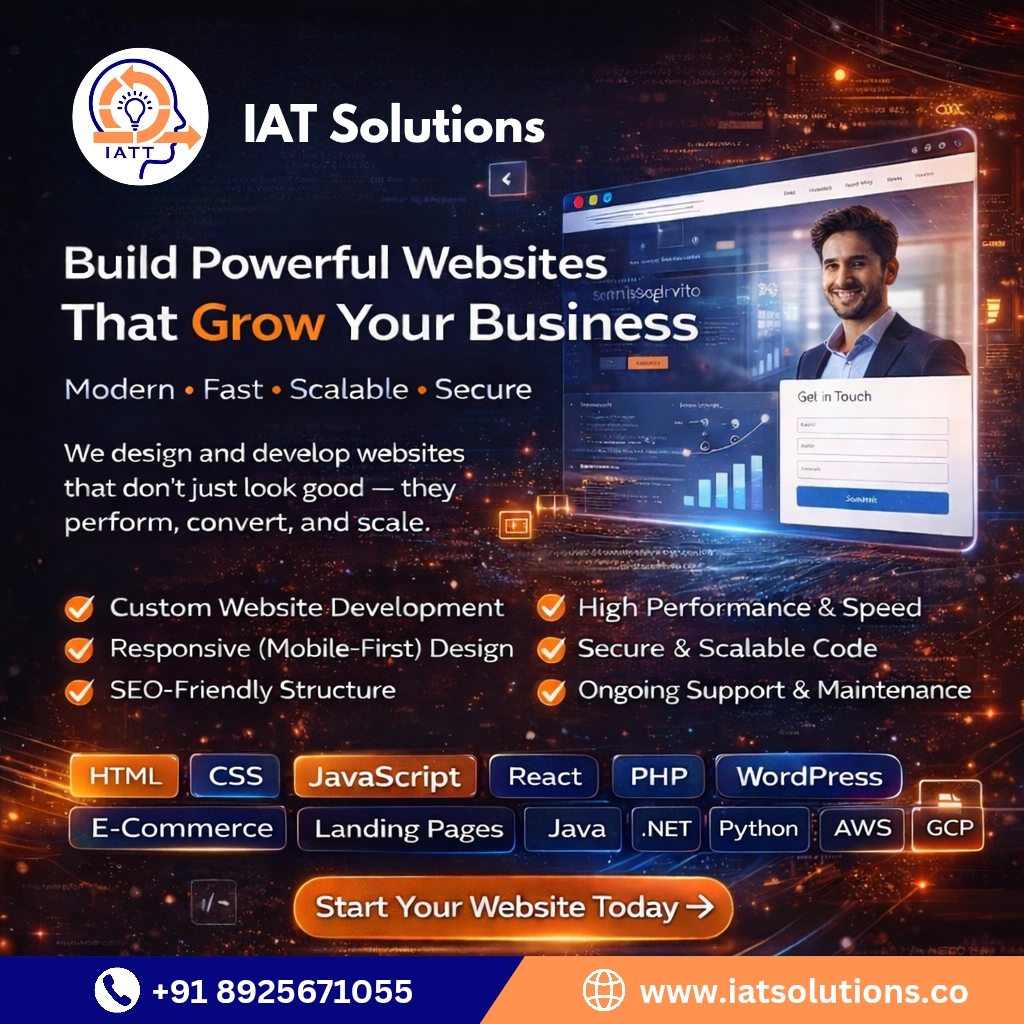 IATT
IAT Solutions
Build Powerful Websites
That Grow Your Business
Modern • Fast • Scalable • Secure
We design and develop websites
that don't just look good — they
perform, convert, and scale.
Get in Touch
Custom Website Development
Responsive (Mobile-First) Design
SEO-Friendly Structure
High Performance & Speed
Secure & Scalable Code
Ongoing Support & Maintenance
HTML CSS JavaScript React PHP WordPress
E-Commerce Landing Pages Java .NET Python AWS GCP
Start Your Website Today →
+91 8925671055
www.iatsolutions.co